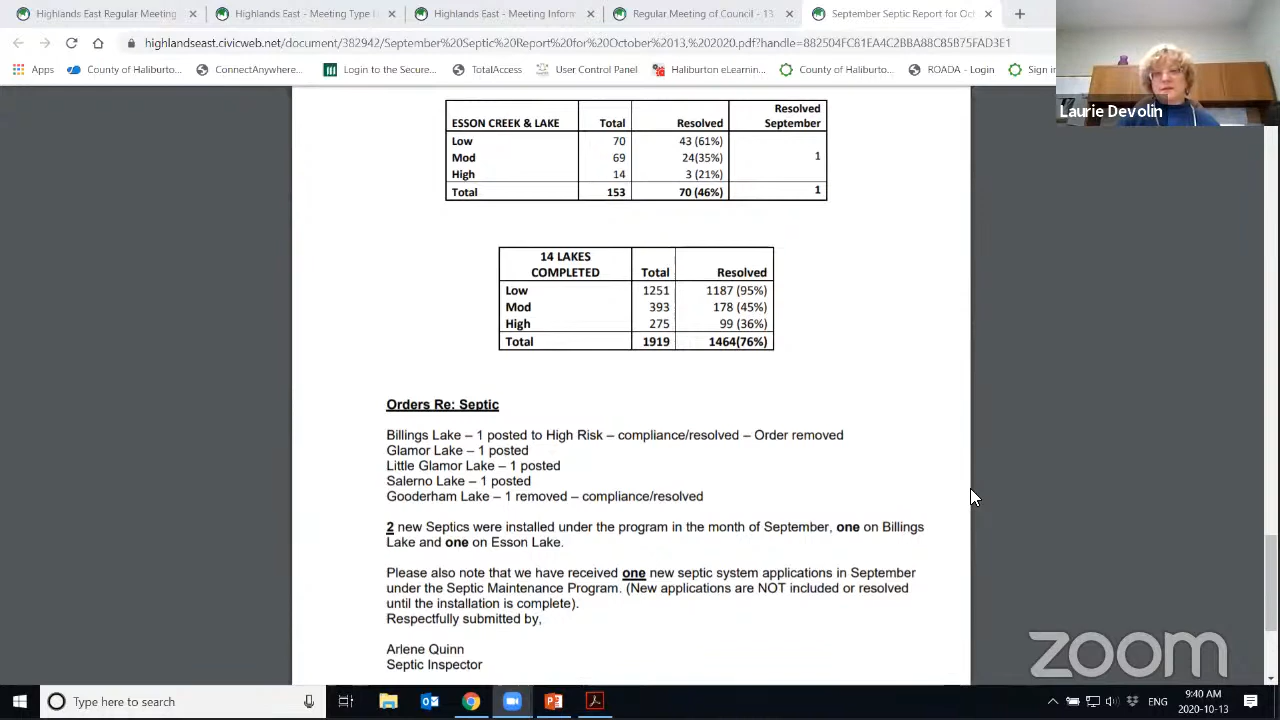 Highlands East Regular Meeting
Highlands East - Meeting Type I
Highlands East - Meeting Inform
Regular Meeting of Council - 13
September Septic Report for Oct
highlandseast.civicweb.net/document/382942/September%20Septic%20Report%20for%20October%2013,%202020.pdf?handle=882504FC81EA4C2BBA88C85B75FAD3E1
Apps
County of Haliburto...
ConnectAnywhere...
Login to the Secure...
TotalAccess
User Control Panel
Haliburton eLearnin...
County of Haliburto...
ROADA - Login
Sign in
Laurie Devolin
ESSON CREEK & LAKE Total Resolved Resolved September
Low 70 43 (61%)
Mod 69 24(35%) 1
High 14 3 (21%)
Total 153 70 (46%) 1
14 LAKES
COMPLETED Total Resolved
Low 1251 1187 (95%)
Mod 393 178 (45%)
High 275 99 (36%)
Total 1919 1464(76%)
Orders Re: Septic
Billings Lake – 1 posted to High Risk – compliance/resolved – Order removed
Glamor Lake – 1 posted
Little Glamor Lake – 1 posted
Salerno Lake – 1 posted
Gooderham Lake – 1 removed – compliance/resolved
2 new Septics were installed under the program in the month of September, one on Billings
Lake and one on Esson Lake.
Please also note that we have received one new septic system applications in September
under the Septic Maintenance Program. (New applications are NOT included or resolved
until the installation is complete).
Respectfully submitted by,
Arlene Quinn
Septic Inspector
zoom
Type here to search
ENG
9:40 AM
2020-10-13